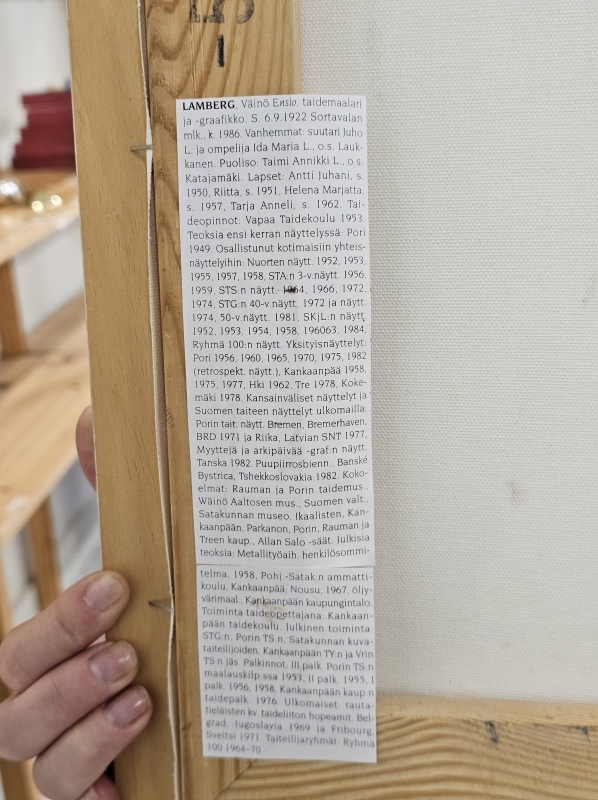 LAMBERG, Väinö Ensio, taidemaalari
ja -graafikko. S. 6.9.1922 Sortavalan
mlk., k. 1986. Vanhemmat: suutari Juho
L. ja ompelija Ida Maria L., o.s. Lauk-
kanen. Puoliso: Taimi Annikki L., o.s.
Katajamäki. Lapset: Antti Juhani, s.
1950, Riitta, s. 1951, Helena Marjatta,
s. 1957, Tarja Anneli, s. 1962. Tai-
deopinnot: Vapaa Taidekoulu 1953.
Teoksia ensi kerran näyttelyssä: Pori
1949. Osallistunut kotimaisiin yhteis-
näyttelyihin: Nuorten näytt. 1952, 1953,
1955, 1957, 1958, STA:n 3-v.näytt. 1956,
1959, STS:n näytt. 1964, 1966, 1972,
1974, STG:n 40-v.näytt. 1972 ja näytt.
1974, 50-v.näytt. 1981, SKjL:n näytt.
1952, 1953, 1954, 1958, 196063, 1984,
Ryhmä 100:n näytt. Yksityisnäyttelyt:
Pori 1956, 1960, 1965, 1970, 1975, 1982
(retrospekt. näytt.), Kankaanpää 1958,
1975, 1977, Hki 1962, Tre 1978, Koke-
mäki 1978. Kansainväliset näyttelyt ja
Suomen taiteen näyttelyt ulkomailla:
Porin tait. näytt. Bremen, Bremerhaven,
BRD 1971 ja Riika, Latvian SNT 1977,
Myyttejä ja arkipäivää -graf:n näytt.
Tanska 1982, Puupiirrosbienn., Banské
Bystrica, Tshekkoslovakia 1982. Koko-
elmat: Rauman ja Porin taidemus.,
Wäinö Aaltosen mus., Suomen valt.,
Satakunnan museo, Ikaalisten, Kan-
kaanpään, Parkanon, Porin, Rauman ja
Treen kaup., Allan Salo -säät. Julkisia
teoksia: Metallityöaih. henkilösommi-
telma, 1958, Pohj.-Satak:n ammatti-
koulu, Kankaanpää; Nousu, 1967, öljy-
värimaal., Kankaanpään kaupungintalo.
Toiminta taideopettajana: Kankaan-
pään taidekoulu. Julkinen toiminta
STG:n, Porin TS:n, Satakunnan kuva-
taiteilijoiden, Kankaanpään TY:n ja Vrin
TS:n jäs. Palkinnot: III palk. Porin TS:n
maalauskilp:ssa 1953, II palk. 1955, I
palk. 1956, 1958, Kankaanpään kaup:n
taidepalk. 1976. Ulkomaiset: rauta-
tieläisten kv. taideliiton hopeamit. Bel-
grad, Jugoslavia 1969 ja Fribourg,
Sveitsi 1971. Taiteilijaryhmät: Ryhmä
100 1964-70.